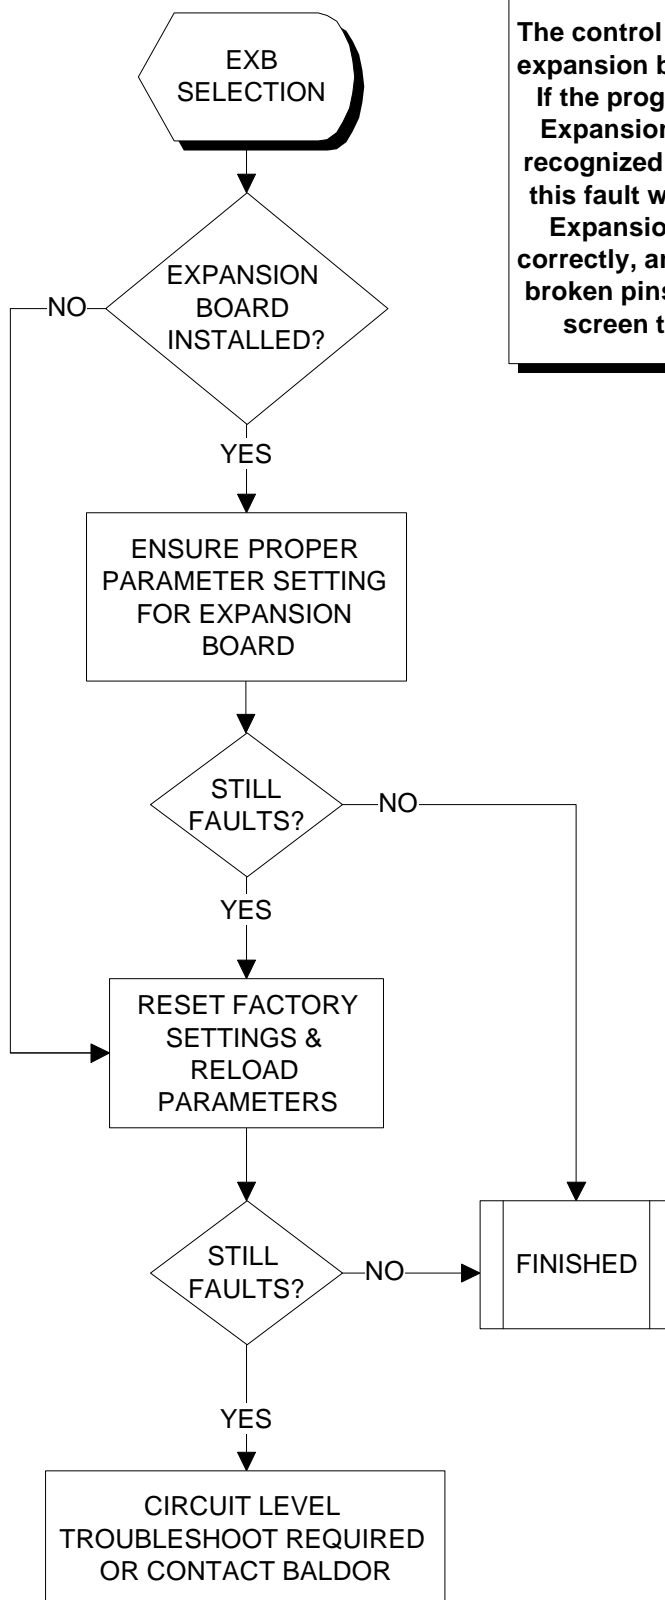 EXB
SELECTION
The control
expansion b
If the prog
Expansion
recognized
this fault w
Expansio
correctly, an
broken pins
screen t
EXPANSION
BOARD
INSTALLED?
NO
YES
ENSURE PROPER
PARAMETER SETTING
FOR EXPANSION
BOARD
STILL
FAULTS?
NO
YES
RESET FACTORY
SETTINGS &
RELOAD
PARAMETERS
STILL
FAULTS?
NO
FINISHED
YES
CIRCUIT LEVEL
TROUBLESHOOT REQUIRED
OR CONTACT BALDOR